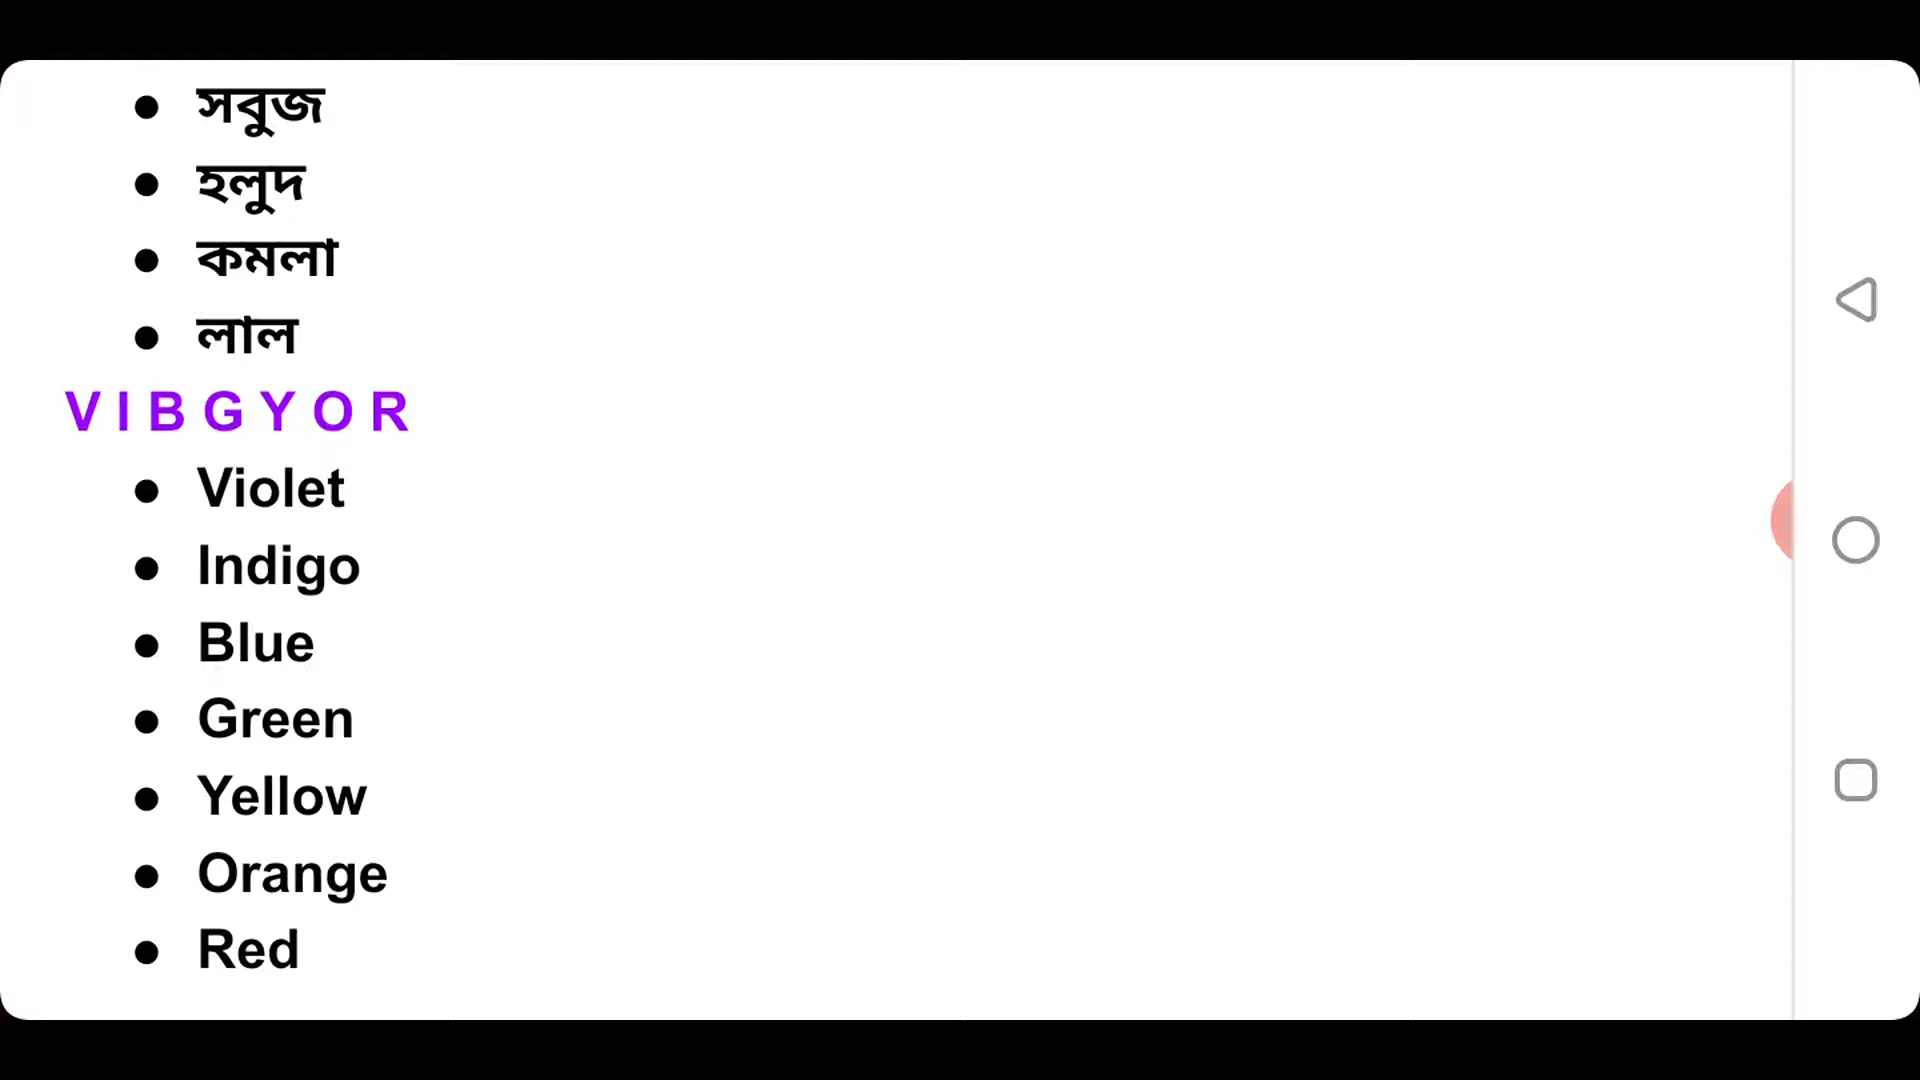 ● সবুজ
● হলুদ
● কমলা
● লাল
V I B G Y O R
● Violet
● Indigo
● Blue
● Green
● Yellow
● Orange
● Red